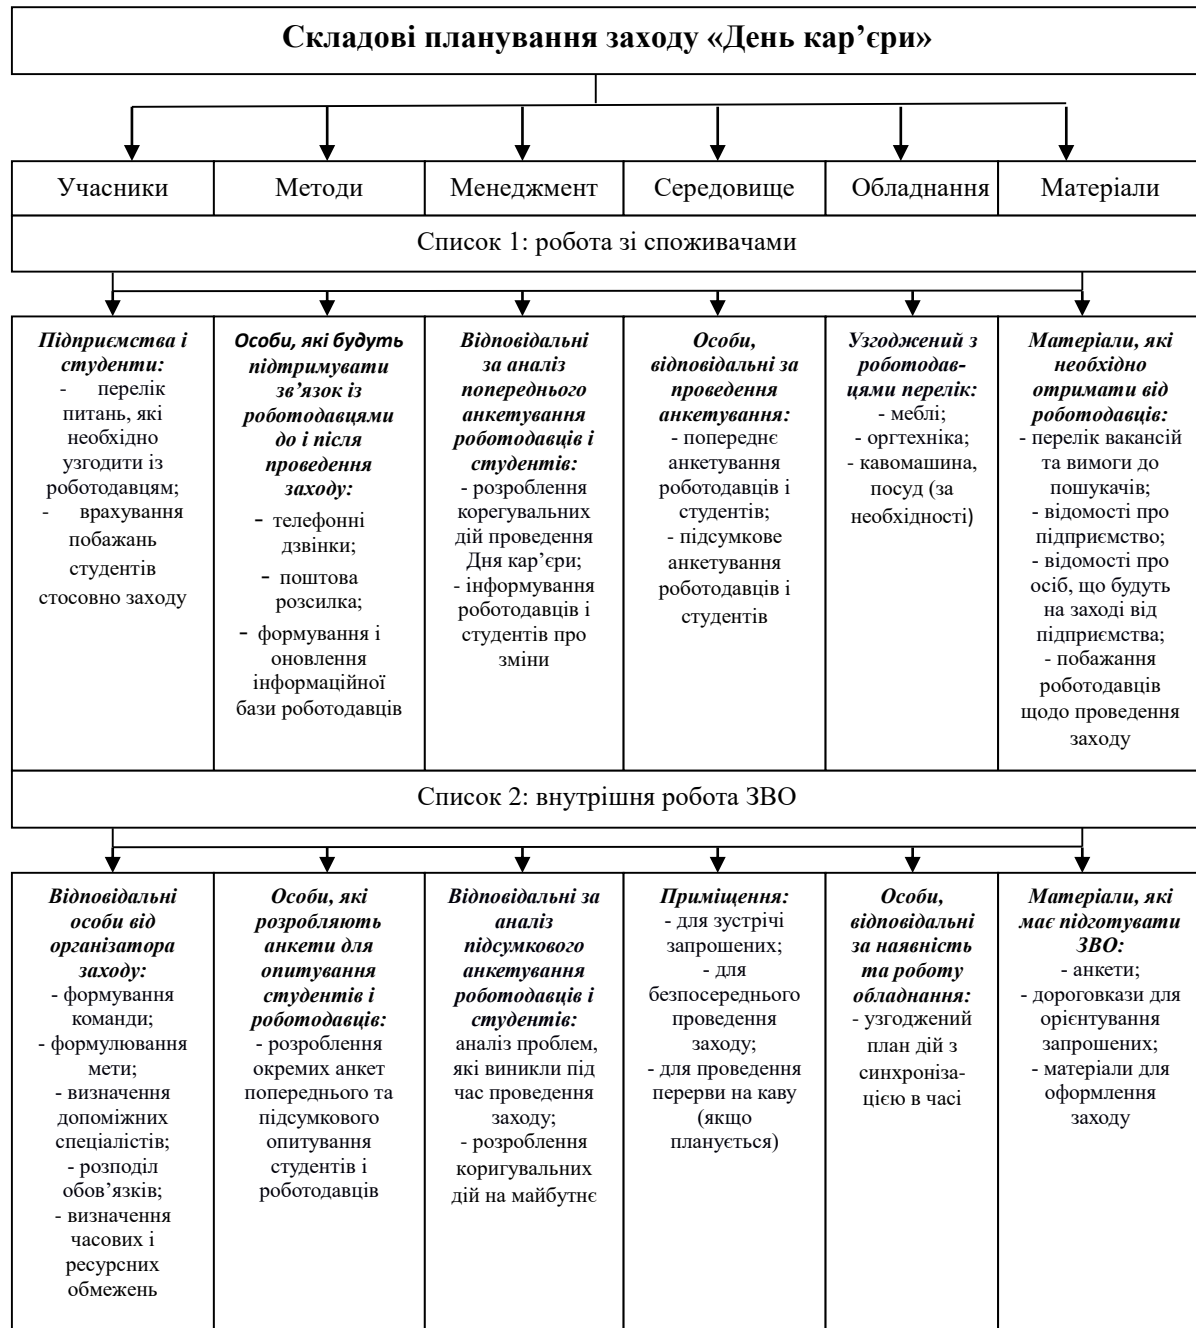 Складові планування заходу «День кар’єри»
Учасники
Методи
Менеджмент
Середовище
Обладнання
Матеріали
Список 1: робота зі споживачами
Підприємства і
студенти:
- перелік
питань, які
необхідно
узгодити із
роботодавцям;
- врахування
побажань
студентів
стосовно заходу
Особи, які будуть
підтримувати
зв’язок із
роботодавцями
до і після
проведення
заходу:
- телефонні
дзвінки;
- поштова
розсилка;
- формування і
оновлення
інформаційної
бази роботодавців
Відповідальні
за аналіз
попереднього
анкетування
роботодавців і
студентів:
- розроблення
корегувальних
дій проведення
Дня кар’єри;
- інформування
роботодавців і
студентів про
зміни
Особи,
відповідальні за
проведення
анкетування:
- попереднє
анкетування
роботодавців і
студентів;
- підсумкове
анкетування
роботодавців і
студентів
Узгоджений з
роботодав-
цями перелік:
- меблі;
- оргтехніка;
- кавомашина,
посуд (за
необхідності)
Матеріали, які
необхідно
отримати від
роботодавців:
- перелік вакансій
та вимоги до
пошукачів;
- відомості про
підприємство;
- відомості про
осіб, що будуть
на заході від
підприємства;
- побажання
роботодавців
щодо проведення
заходу
Список 2: внутрішня робота ЗВО
Відповідальні
особи від
організатора
заходу:
- формування
команди;
- формулювання
мети;
- визначення
допоміжних
спеціалістів;
- розподіл
обов’язків;
- визначення
часових і
ресурсних
обмежень
Особи, які
розробляють
анкети для
опитування
студентів і
роботодавців:
- розроблення
окремих анкет
попереднього та
підсумкового
опитування
студентів і
роботодавців
Відповідальні за
аналіз
підсумкового
анкетування
роботодавців і
студентів:
аналіз проблем,
які виникли під
час проведення
заходу;
- розроблення
коригувальних
дій на майбутнє
Приміщення:
- для зустрічі
запрошених;
- для
безпосереднього
проведення
заходу;
- для проведення
перерви на каву
(якщо
планується)
Особи,
відповідальні
за наявність
та роботу
обладнання:
- узгоджений
план дій з
синхроніза-
цією в часі
Матеріали, які
має підготувати
ЗВО:
- анкети;
- дороговкази для
орієнтування
запрошених;
- матеріали для
оформлення
заходу